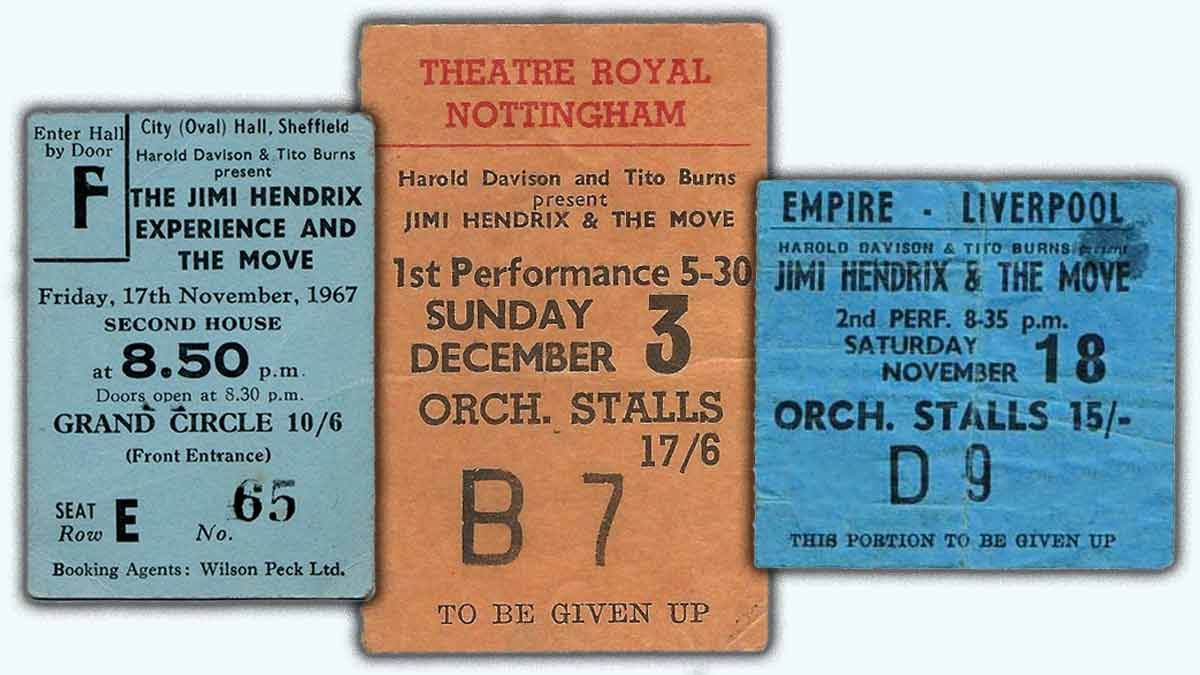 Enter Hall
by Door
F
City (Oval) Hall, Sheffield
Harold Davison & Tito Burns
present
THE JIMI HENDRIX
EXPERIENCE AND
THE MOVE
Friday, 17th November, 1967
SECOND HOUSE
at 8.50 p.m.
Doors open at 8.30 p.m.
GRAND CIRCLE 10/6
(Front Entrance)
SEAT
Row E No. 65
Booking Agents: Wilson Peck Ltd.
THEATRE ROYAL
NOTTINGHAM
Harold Davison and Tito Burns
present
JIMI HENDRIX & THE MOVE
1st Performance 5-30
SUNDAY
DECEMBER 3
ORCH. STALLS
17/6
B 7
TO BE GIVEN UP
EMPIRE - LIVERPOOL
HAROLD DAVISON & TITO BURNS present
JIMI HENDRIX & THE MOVE
2nd PERF. 8-35 p.m.
SATURDAY
NOVEMBER 18
ORCH. STALLS 15/-
D 9
THIS PORTION TO BE GIVEN UP